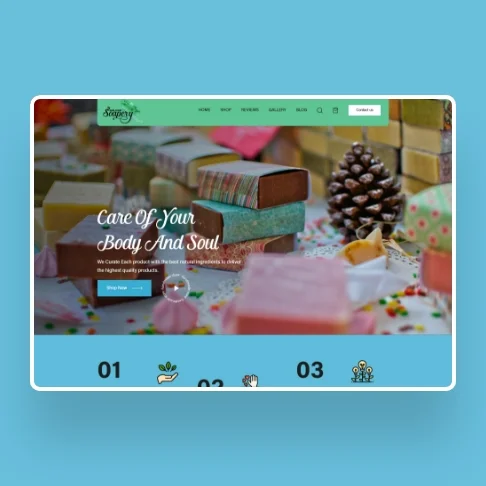 Soapery
HOME SHOP REVIEWS GALLERY BLOG Contact us
Care Of Your
Body And Soul
We Curate Each product with the best natural ingredients to deliver
the highest quality products.
Shop Now
01
02
03